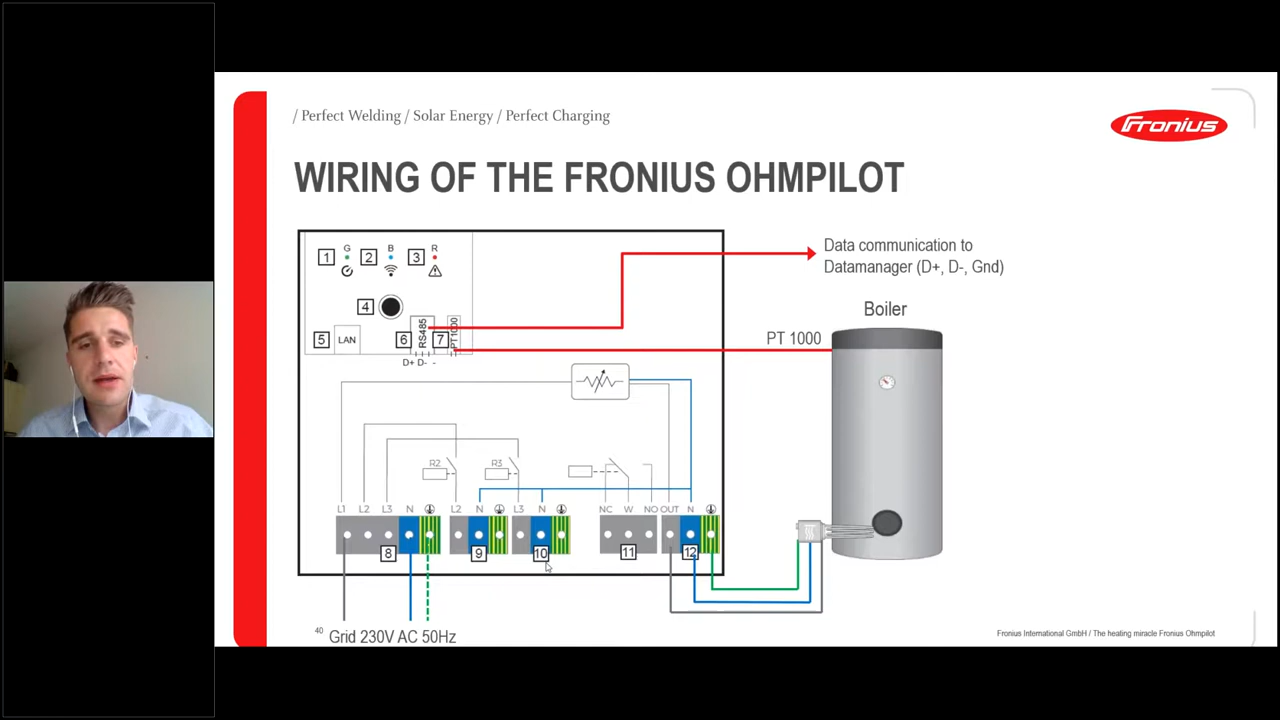 / Perfect Welding / Solar Energy / Perfect Charging
Fronius
WIRING OF THE FRONIUS OHMPILOT
1 G 2 B 3 R
4
5 LAN 6 RS485 7 PT1000
D+ D- -
Data communication to
Datamanager (D+, D-, Gnd)
Boiler
PT 1000
R2 R3
L1 L2 L3 N L2 N L3 N NC W NO OUT N
8 9 10 11 12
40 Grid 230V AC 50Hz
Fronius International GmbH / The heating miracle Fronius Ohmpilot